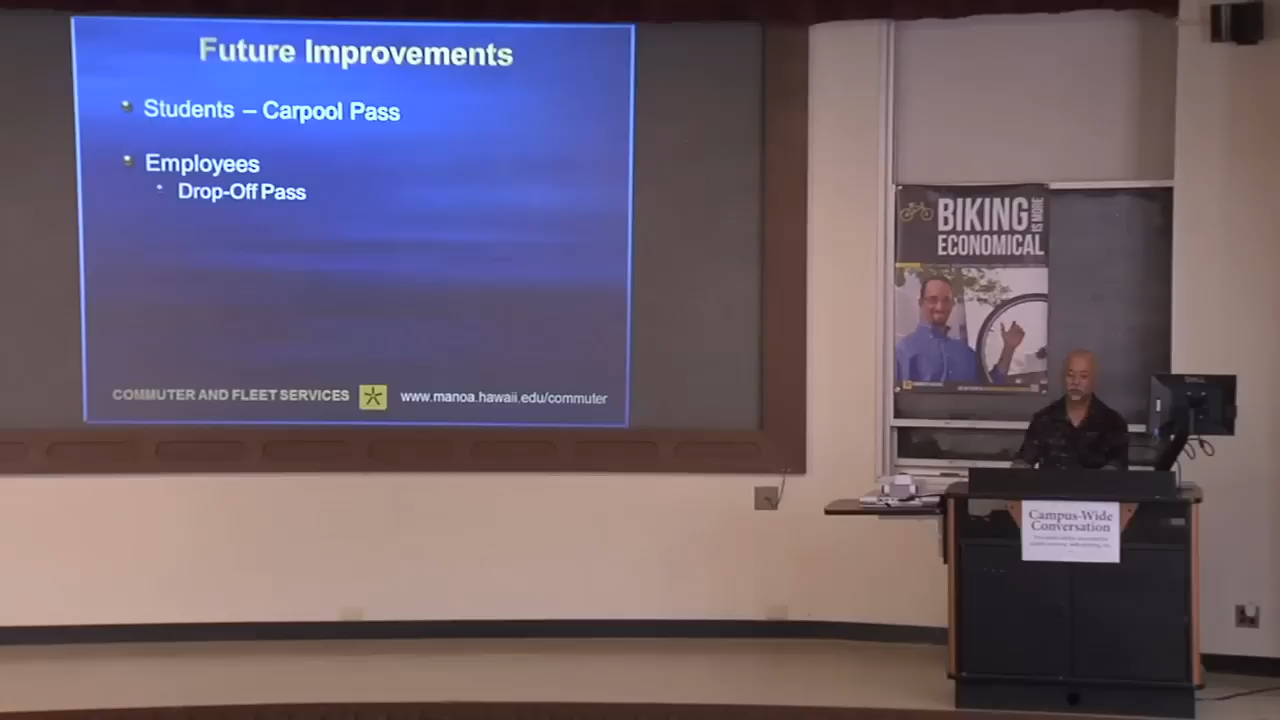 Future Improvements
Students – Carpool Pass
Employees
Drop-Off Pass
COMMUTER AND FLEET SERVICES
www.manoa.hawaii.edu/commuter
BIKING IS MORE
ECONOMICAL
DELL
Campus-Wide
Conversation